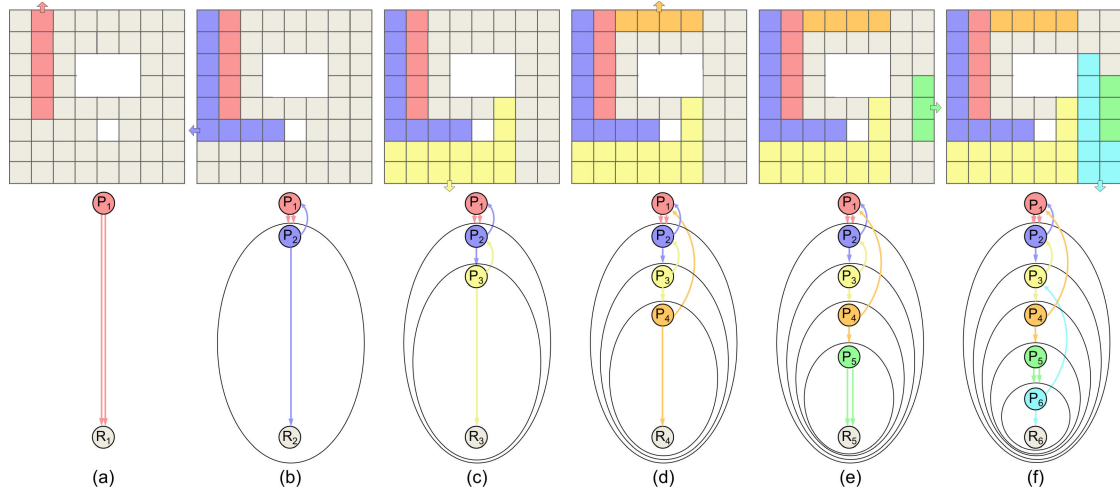 P1 P1 P1 P1 P1 P1
P2 P2 P2 P2 P2
P3 P3 P3 P3
P4 P4 P4
P5 P5
P6
R1 R2 R3 R4 R5 R6
(a) (b) (c) (d) (e) (f)